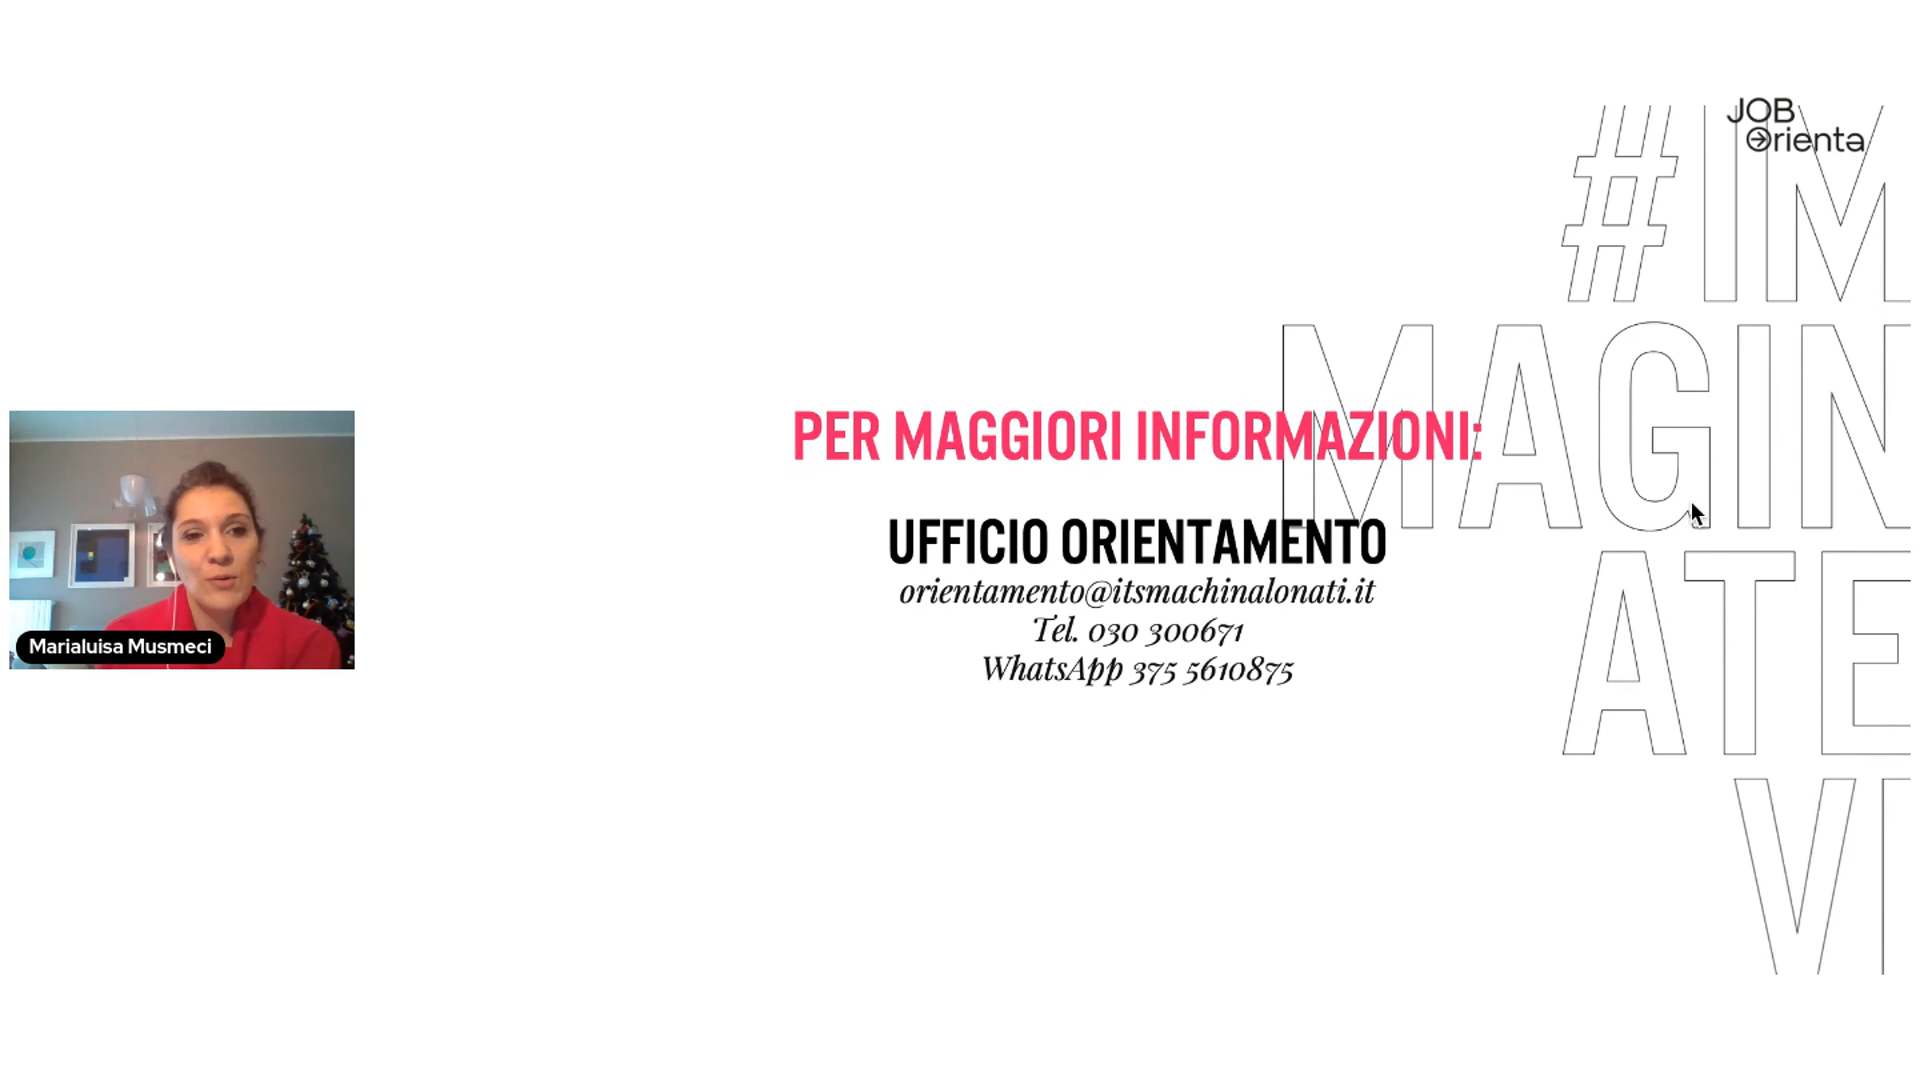 JOB
Orienta
#IM
MAGIN
ATE
VI
PER MAGGIORI INFORMAZIONI:
UFFICIO ORIENTAMENTO
orientamento@itsmachinalonati.it
Tel. 030 300671
WhatsApp 375 5610875
Marialuisa Musmeci